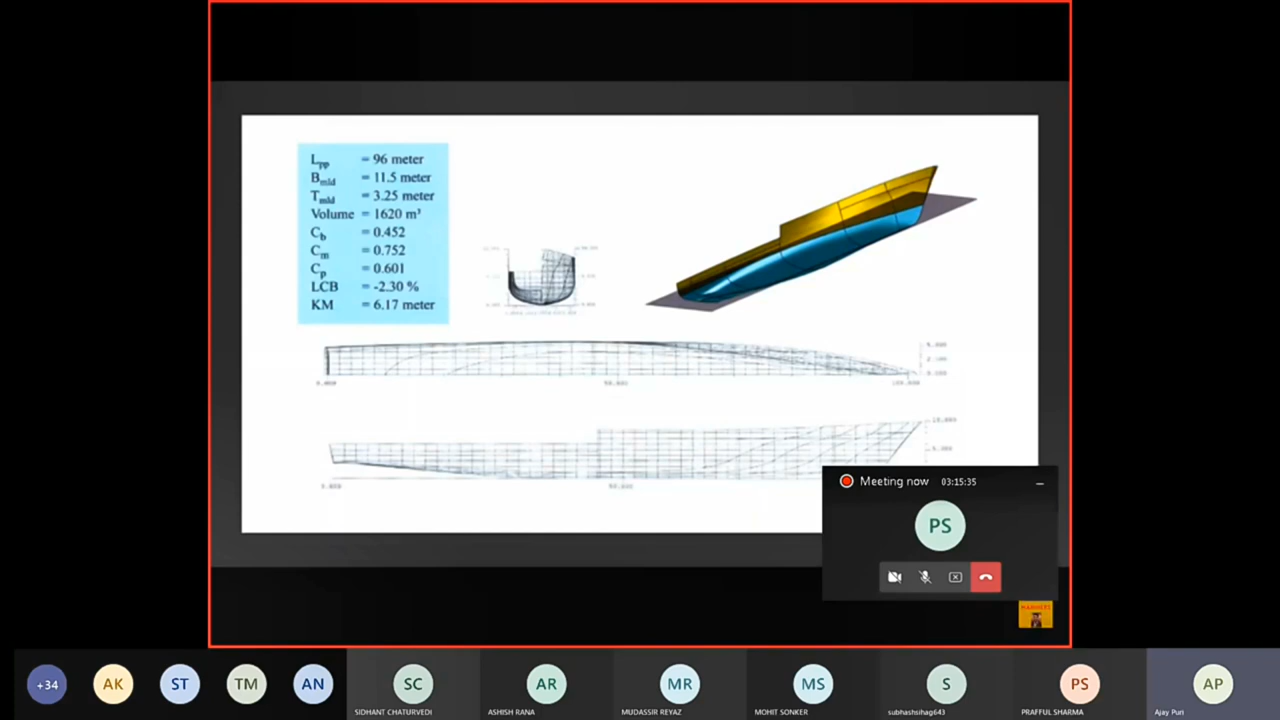 Lpp = 96 meter
Bmld = 11.5 meter
Tmld = 3.25 meter
Volume = 1620 m³
Cb = 0.452
Cm = 0.752
Cp = 0.601
LCB = -2.30 %
KM = 6.17 meter
Meeting now 03:15:35
PS
+34
AK
ST
TM
AN
SC
AR
MR
MS
S
PS
AP
SIDHANT CHATURVEDI
ASHISH RANA
MUDASSIR REYAZ
MOHIT SONKER
subhashsihag643
PRAFFUL SHARMA
Ajay Puri